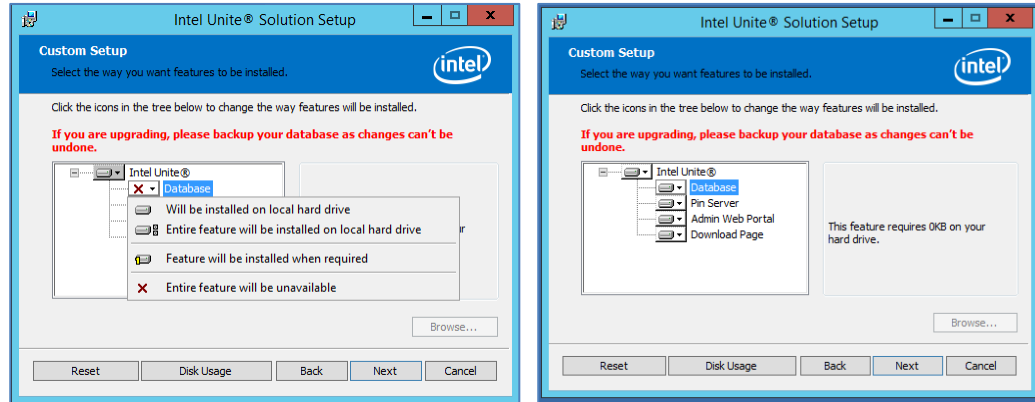 Intel Unite® Solution Setup
Custom Setup
Select the way you want features to be installed.
intel
Click the icons in the tree below to change the way features will be installed.
If you are upgrading, please backup your database as changes can't be
undone.
Intel Unite®
Database
Will be installed on local hard drive
Entire feature will be installed on local hard drive
Feature will be installed when required
Entire feature will be unavailable
Browse...
Reset Disk Usage Back Next Cancel
Intel Unite® Solution Setup
Custom Setup
Select the way you want features to be installed.
intel
Click the icons in the tree below to change the way features will be installed.
If you are upgrading, please backup your database as changes can't be
undone.
Intel Unite®
Database
Pin Server
Admin Web Portal
Download Page
This feature requires 0KB on your
hard drive.
Browse...
Reset Disk Usage Back Next Cancel